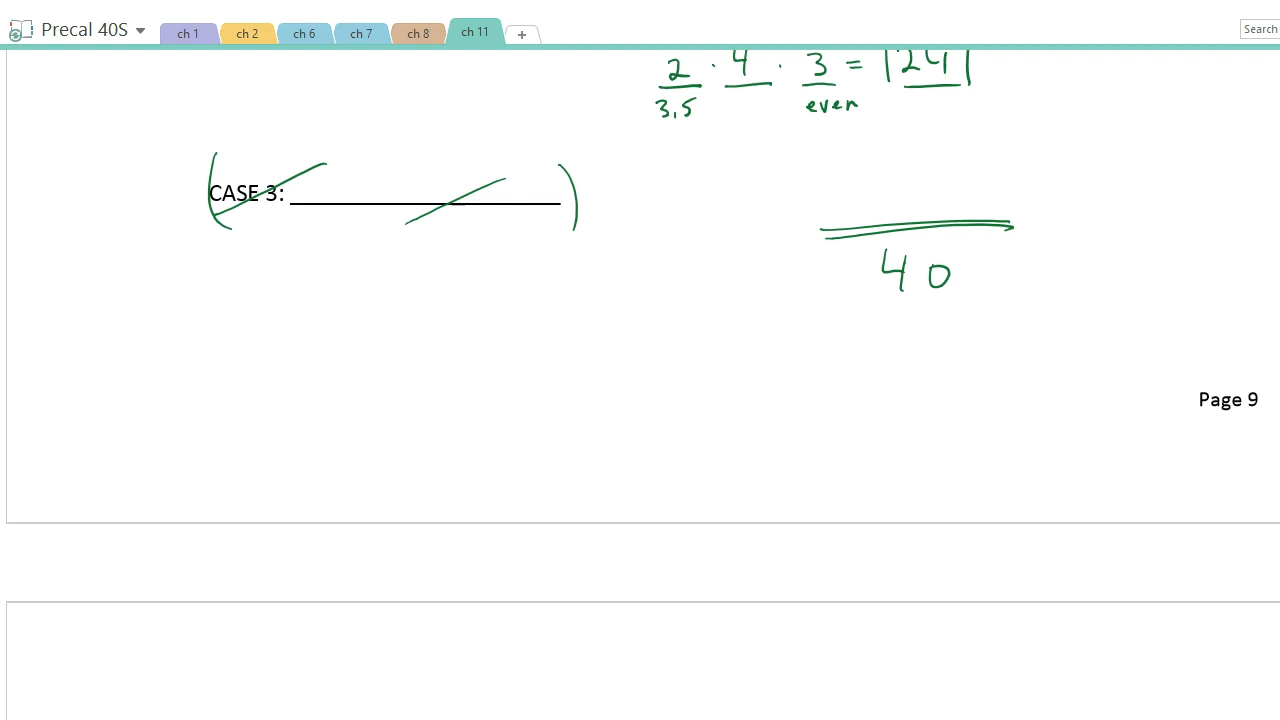 Precal 40S
ch 1 ch 2 ch 6 ch 7 ch 8 ch 11 +
Search
2 · 4 · 3 = |24|
3,5 even
CASE 3:
40
Page 9